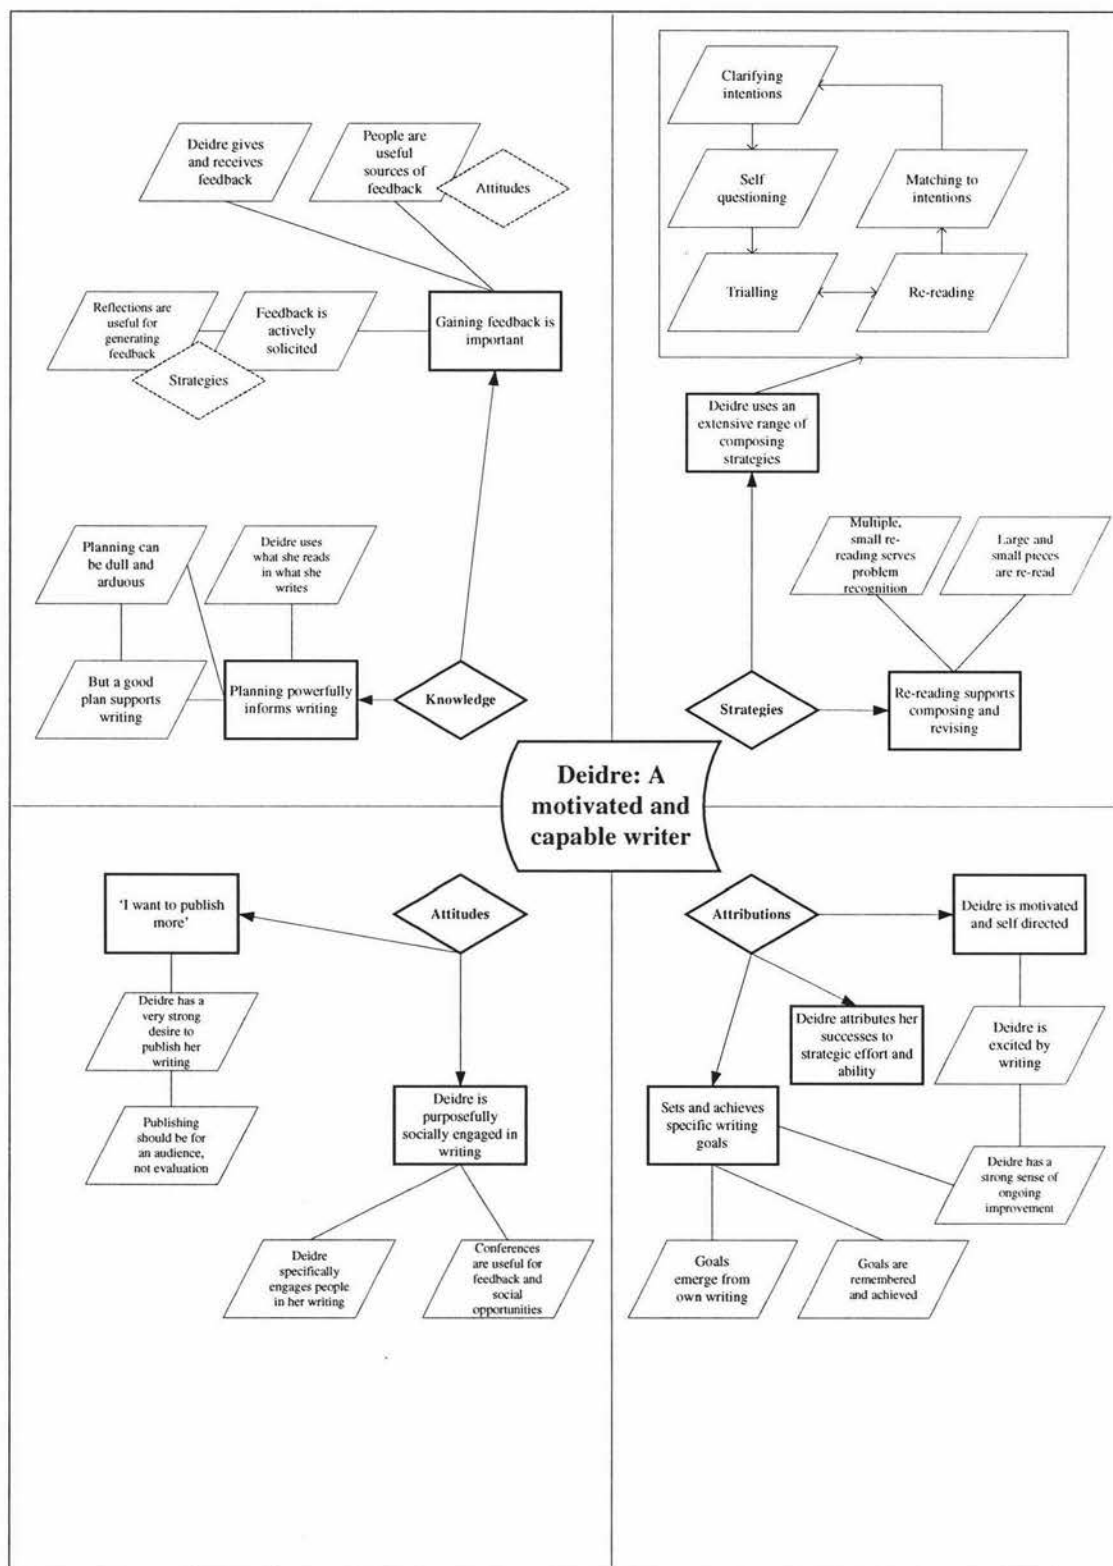 Deidre gives
and receives
feedback
People are
useful
sources of
feedback
Attitudes
Reflections are
useful for
generating
feedback
Strategies
Feedback is
actively
solicited
Gaining feedback is
important
Planning can
be dull and
arduous
Deidre uses
what she reads
in what she
writes
But a good
plan supports
writing
Planning powerfully
informs writing
Knowledge
Clarifying
intentions
Self
questioning
Matching to
intentions
Trialling
Re-reading
Deidre uses an
extensive range of
composing
strategies
Multiple,
small re-
reading serves
problem
recognition
Large and
small pieces
are re-read
Strategies
Re-reading supports
composing and
revising
Deidre: A
motivated and
capable writer
'I want to publish
more'
Attitudes
Deidre has a
very strong
desire to
publish her
writing
Publishing
should be for
an audience,
not evaluation
Deidre is
purposefully
socially engaged in
writing
Deidre
specifically
engages people
in her writing
Conferences
are useful for
feedback and
social
opportunities
Attributions
Deidre is motivated
and self directed
Deidre attributes her
successes to
strategic effort and
ability
Deidre is
excited by
writing
Sets and achieves
specific writing
goals
Deidre has a
strong sense of
ongoing
improvement
Goals
emerge from
own writing
Goals are
remembered
and achieved